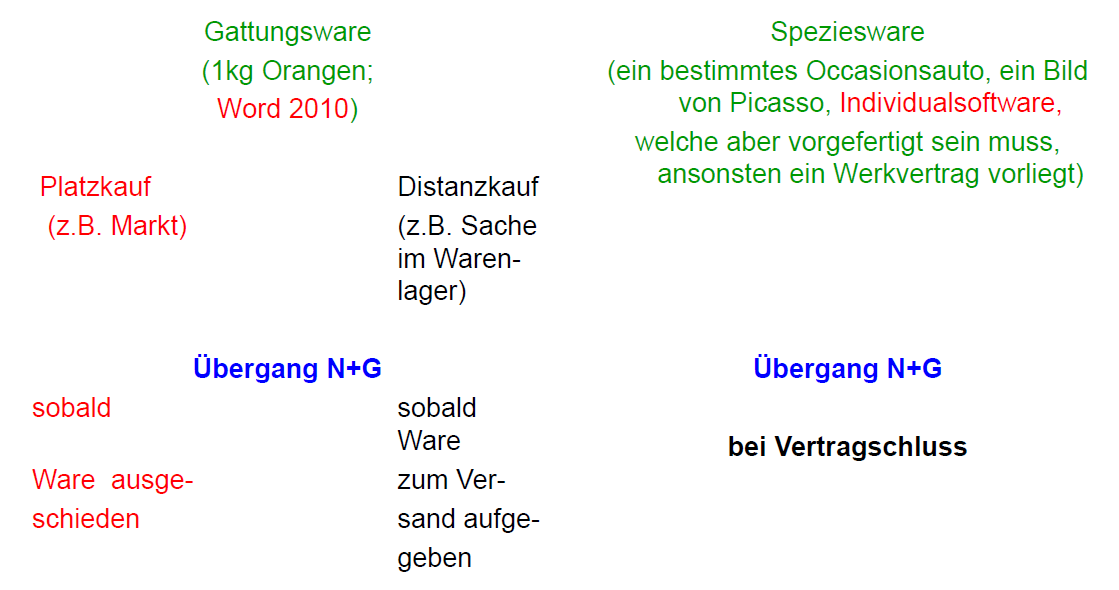 Gattungsware
(1kg Orangen;
Word 2010)
Speziesware
(ein bestimmtes Occasionsauto, ein Bild
von Picasso, Individualsoftware,
welche aber vorgefertigt sein muss,
ansonsten ein Werkvertrag vorliegt)
Platzkauf
(z.B. Markt)
Distanzkauf
(z.B. Sache
im Waren-
lager)
Übergang N+G
sobald
Ware ausge-
schieden
sobald
Ware
zum Ver-
sand aufge-
geben
Übergang N+G
bei Vertragschluss